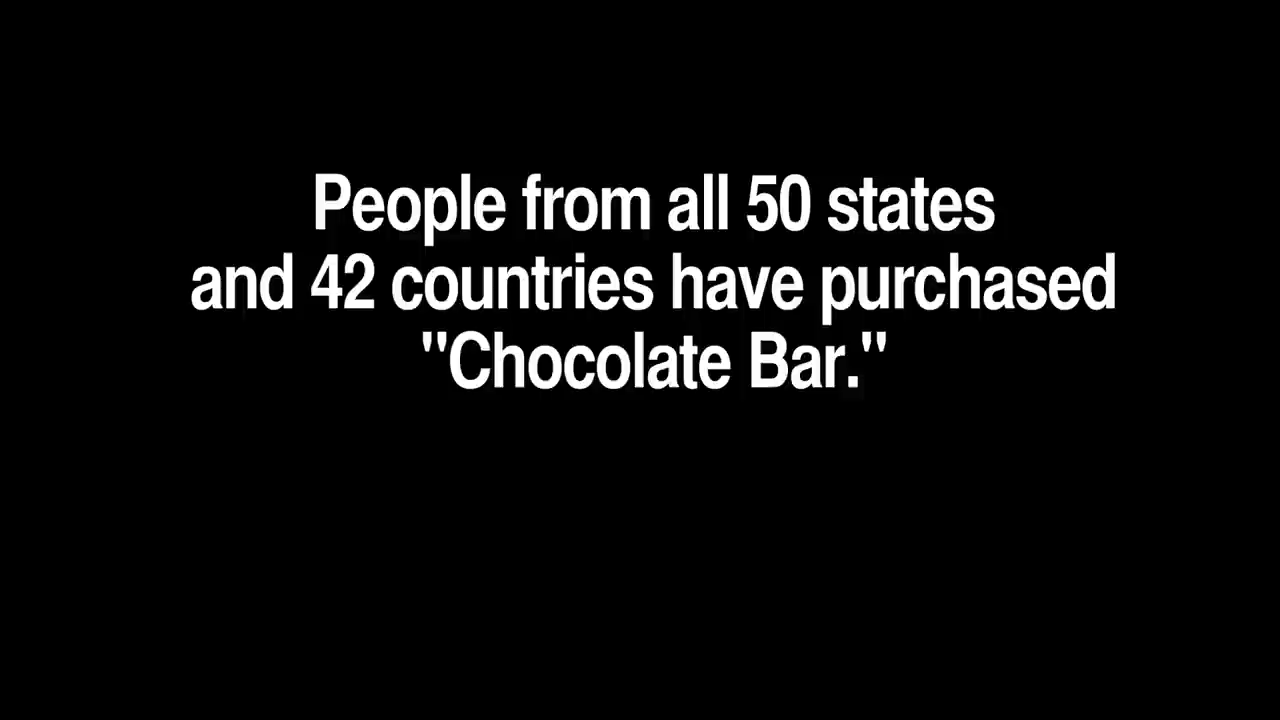 People from all 50 states
and 42 countries have purchased
"Chocolate Bar."